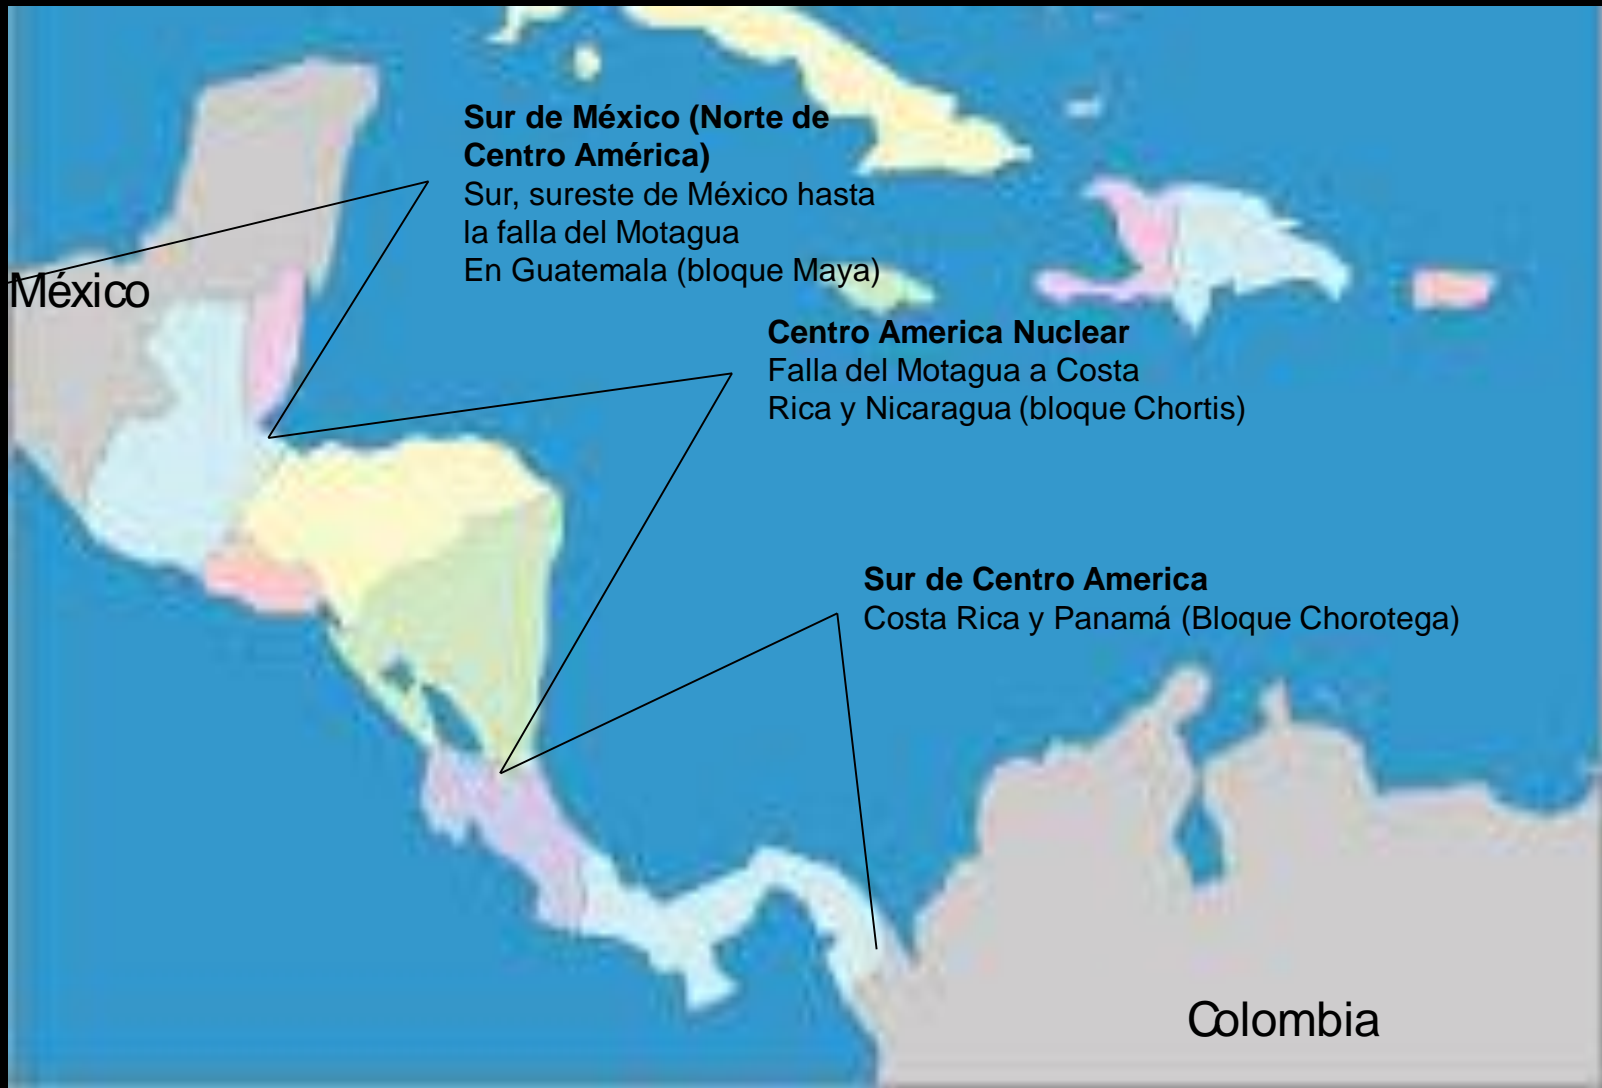 Sur de México (Norte de
Centro América)
Sur, sureste de México hasta
la falla del Motagua
En Guatemala (bloque Maya)
México
Centro America Nuclear
Falla del Motagua a Costa
Rica y Nicaragua (bloque Chortis)
Sur de Centro America
Costa Rica y Panamá (Bloque Chorotega)
Colombia